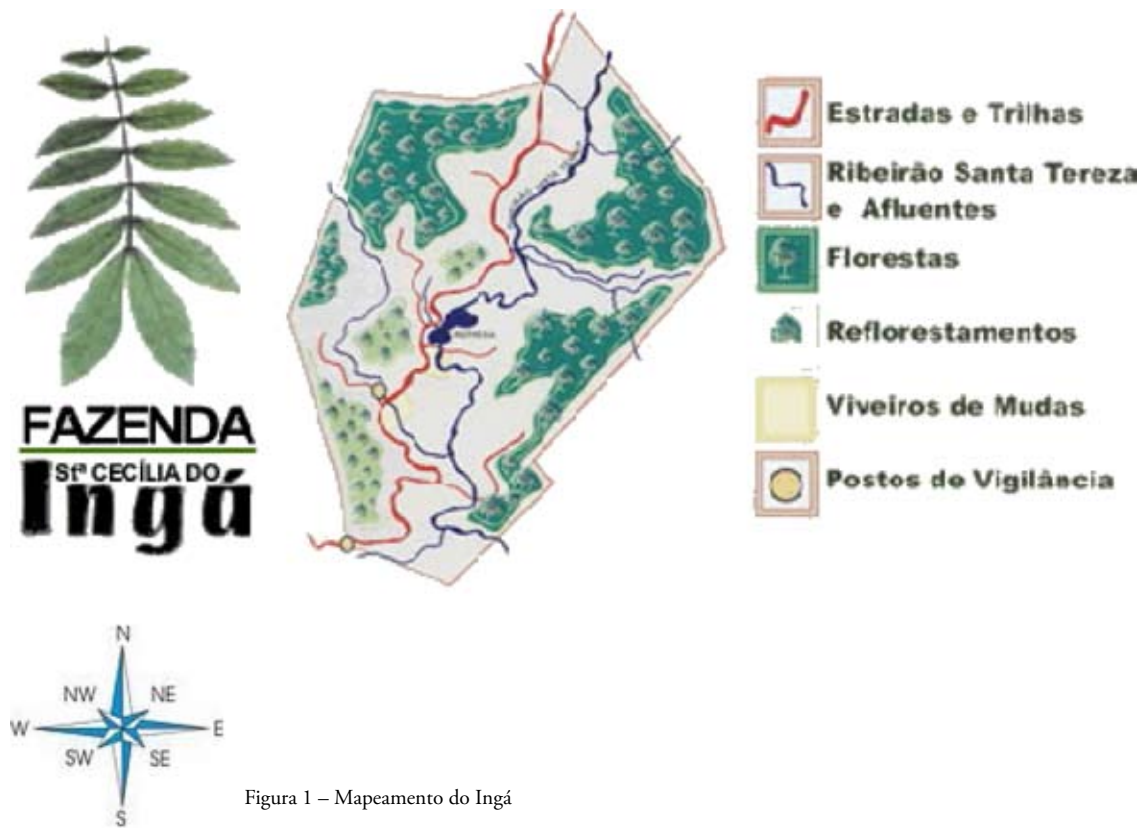 FAZENDA
Stª CECÍLIA DO
Ingá
Estradas e Trilhas
Ribeirão Santa Tereza
e Afluentes
Florestas
Reflorestamentos
Viveiros de Mudas
Postos de Vigilância
N
NW NE
W E
SW SE
S
Figura 1 – Mapeamento do Ingá